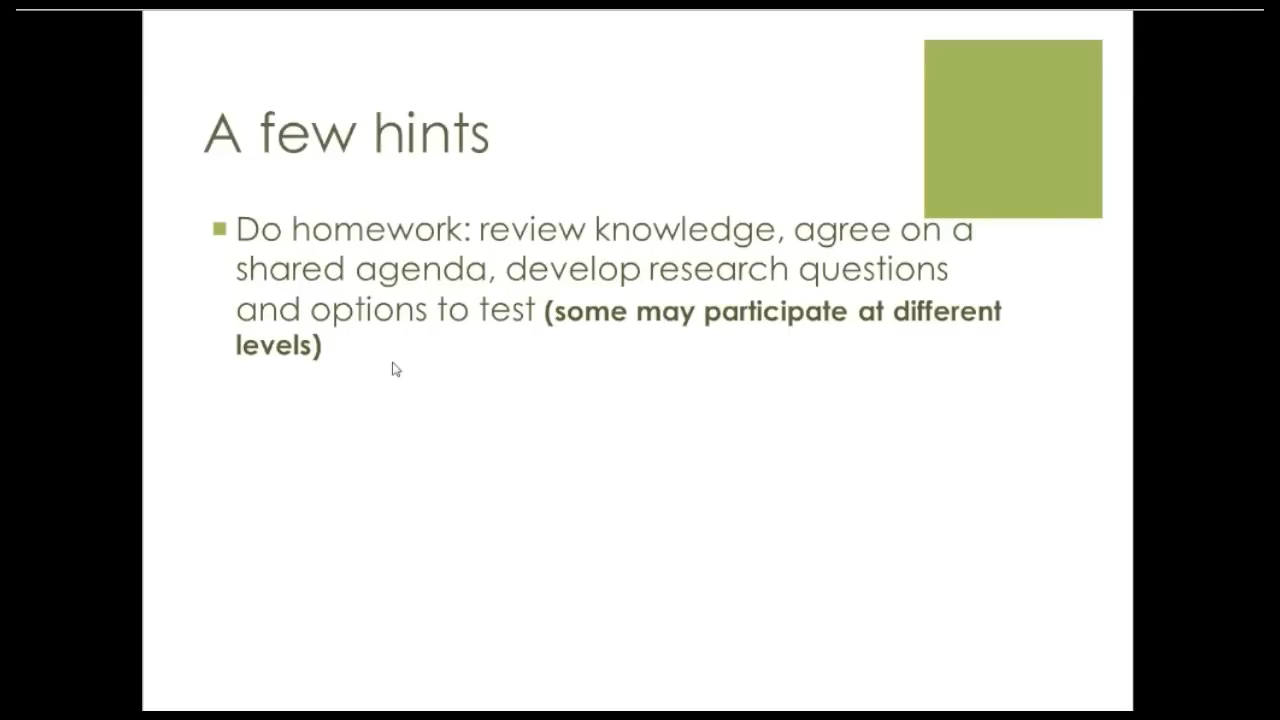 A few hints
Do homework: review knowledge, agree on a
shared agenda, develop research questions
and options to test (some may participate at different
levels)